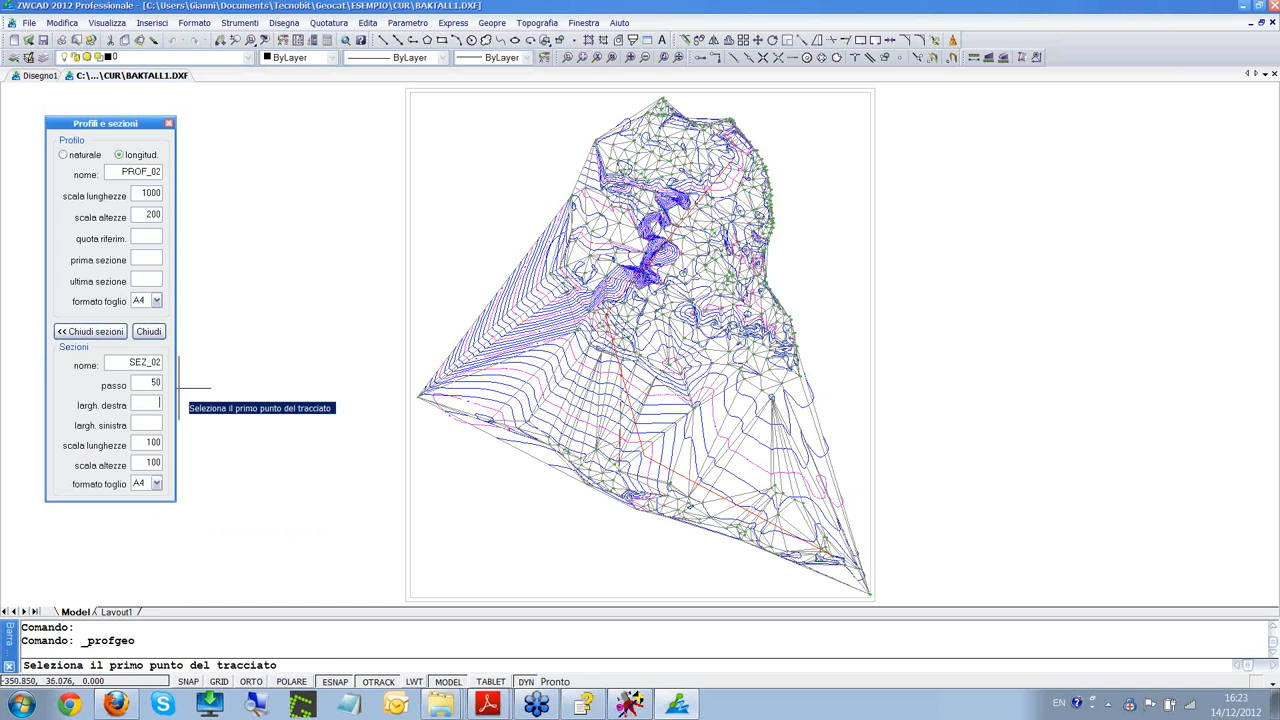 ZWCAD 2012 Professionale - [C:\Users\Gianni\Documents\Tecnobit\Geocat\ESEMPIO\CUR\BAKTALL1.DXF]
File Modifica Visualizza Inserisci Formato Strumenti Disegna Quotatura Edita Parametro Express Geopre Topografia Finestra Aiuto
0 ByLayer ByLayer ByLayer
Disegno1 C:\...\CUR\BAKTALL1.DXF
Profili e sezioni
Profilo
naturale longitud.
nome: PROF_02
scala lunghezze 1000
scala altezze 200
quota riferim.
prima sezione
ultima sezione
formato foglio A4
<< Chiudi sezioni Chiudi
Sezioni
nome: SEZ_02
passo 50
largh. destra
largh. sinistra
scala lunghezze 100
scala altezze 100
formato foglio A4
Seleziona il primo punto del tracciato
Model Layout1
Barra
Comando:
Comando: _profgeo
Seleziona il primo punto del tracciato
-350.850, 36.076, 0.000 SNAP GRID ORTO POLARE ESNAP OTRACK LWT MODEL TABLET DYN Pronto
EN 16:23
14/12/2012